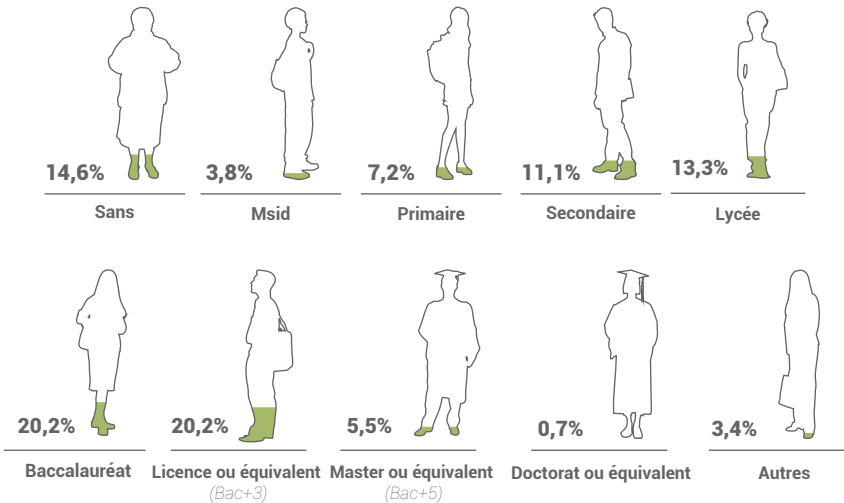 14,6% 3,8% 7,2% 11,1% 13,3%
Sans Msid Primaire Secondaire Lycée
20,2% 20,2% 5,5% 0,7% 3,4%
Baccalauréat Licence ou équivalent Master ou équivalent Doctorat ou équivalent Autres
(Bac+3) (Bac+5)